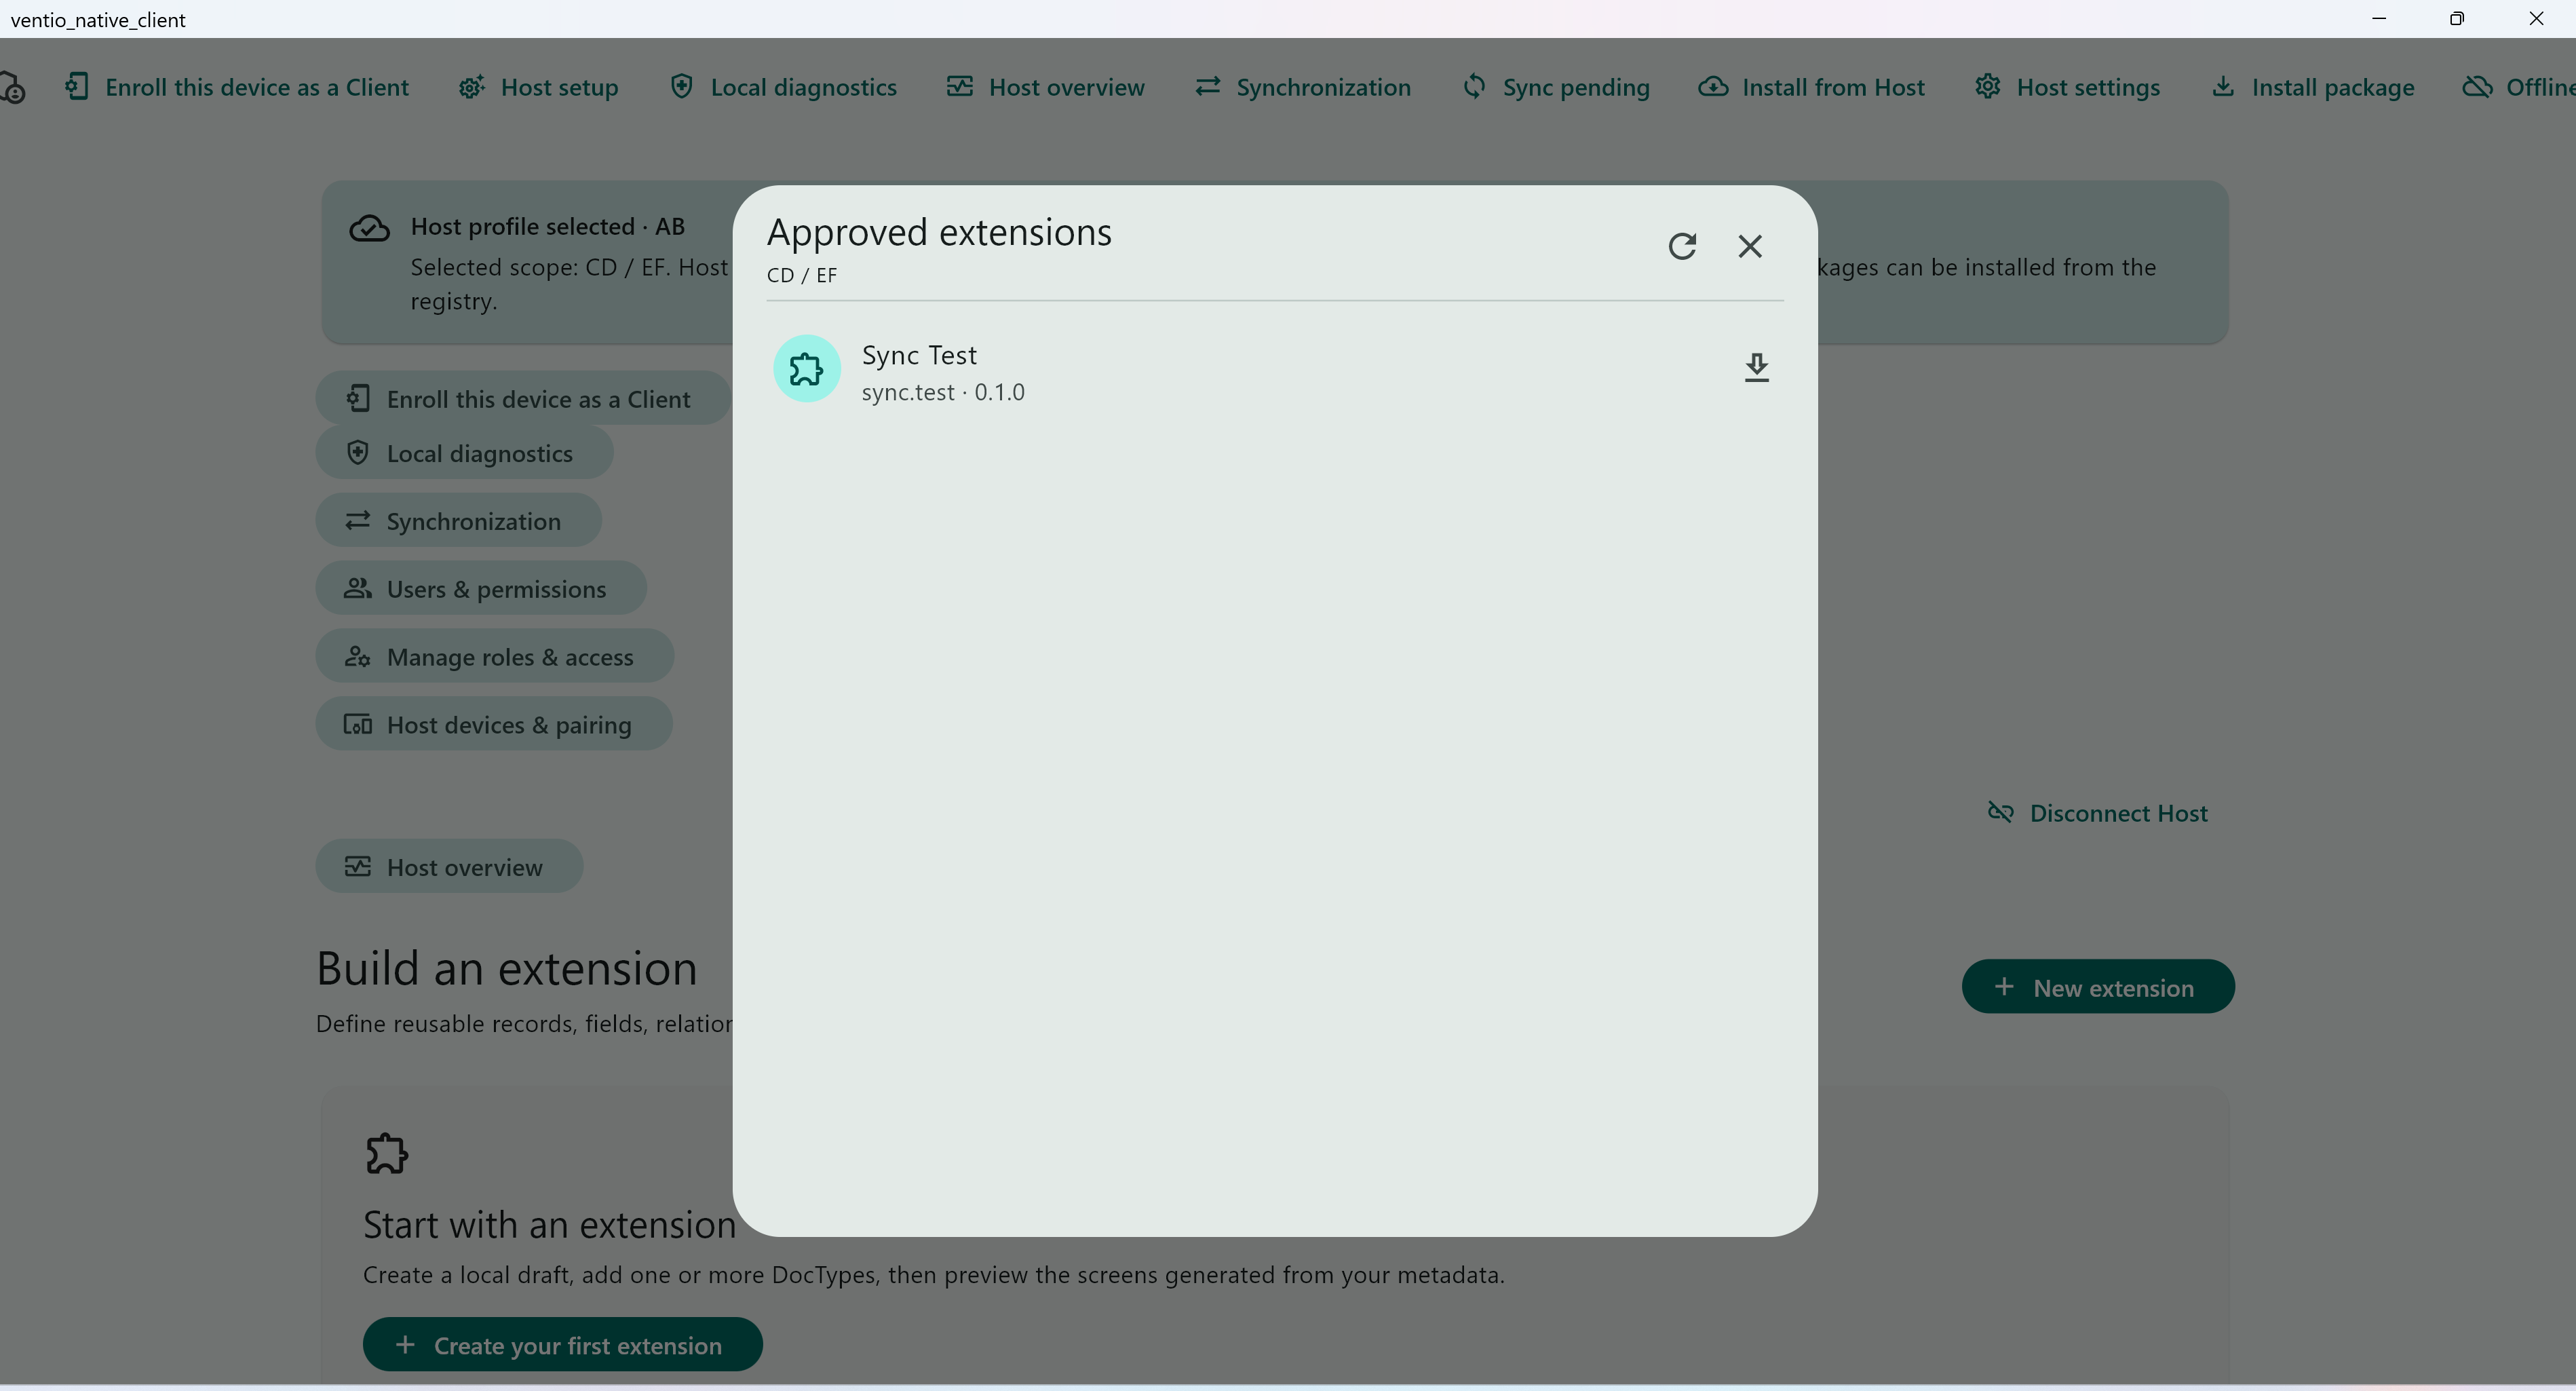 ventio_native_client
Enroll this device as a Client
Host setup
Local diagnostics
Host overview
Synchronization
Sync pending
Install from Host
Host settings
Install package
Offline
Host profile selected · AB
Selected scope: CD / EF. Host
kages can be installed from the
registry.
Approved extensions
CD / EF
Sync Test
sync.test · 0.1.0
Enroll this device as a Client
Local diagnostics
Synchronization
Users & permissions
Manage roles & access
Host devices & pairing
Disconnect Host
Host overview
Build an extension
New extension
Define reusable records, fields, relation
Start with an extension
Create a local draft, add one or more DocTypes, then preview the screens generated from your metadata.
Create your first extension